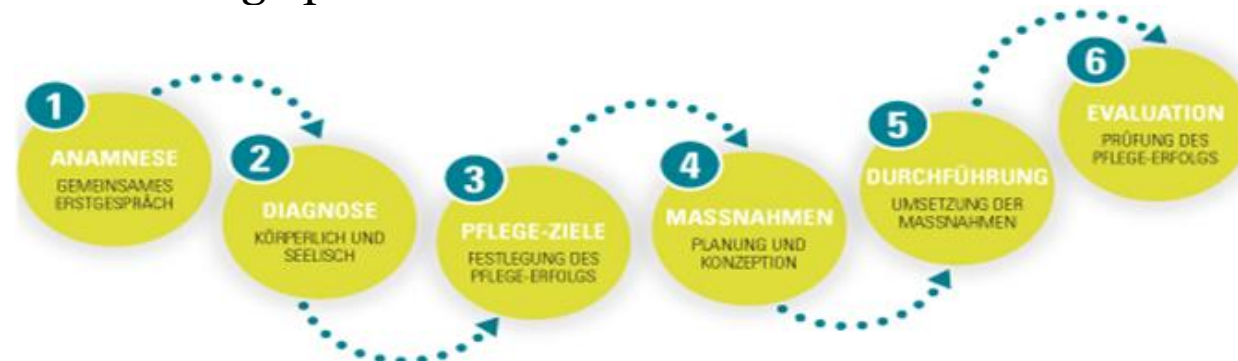 1
ANAMNESE
GEMEINSAMES
ERSTGESPRÄCH
2
DIAGNOSE
KÖRPERLICH UND
SEELISCH
3
PFLEGE-ZIELE
FESTLEGUNG DES
PFLEGE-ERFOLGS
4
MASSNAHMEN
PLANUNG UND
KONZEPTION
5
DURCHFÜHRUNG
UMSETZUNG DER
MASSNAHMEN
6
EVALUATION
PRÜFUNG DES
PFLEGE-ERFOLGS